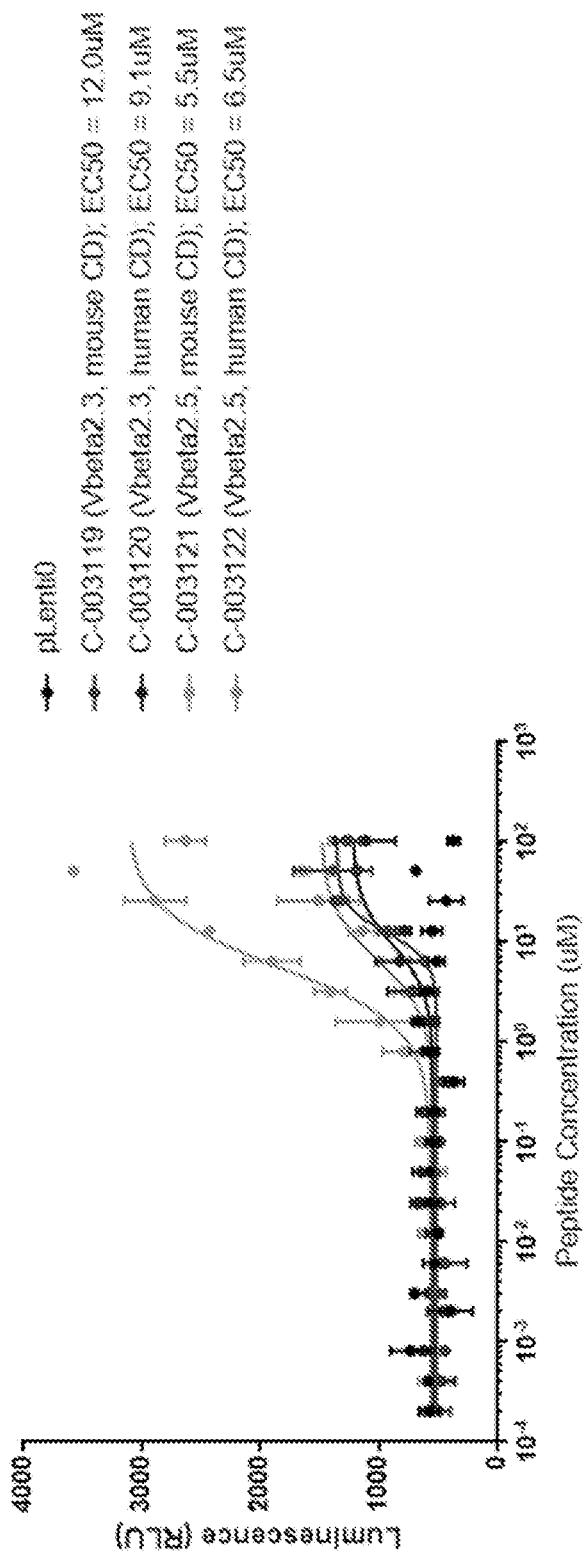 Luminescence (RLU)
4000
3000
2000
1000
0
10-4
10-3
10-2
10-1
100
101
102
103
Peptide Concentration (uM)
pLenti0
C-003119 (Vbeta2.3, mouse CD); EC50 = 12.0uM
C-003120 (Vbeta2.3, human CD); EC50 = 9.1uM
C-003121 (Vbeta2.5, mouse CD); EC50 = 5.5uM
C-003122 (Vbeta2.5, human CD); EC50 = 6.5uM